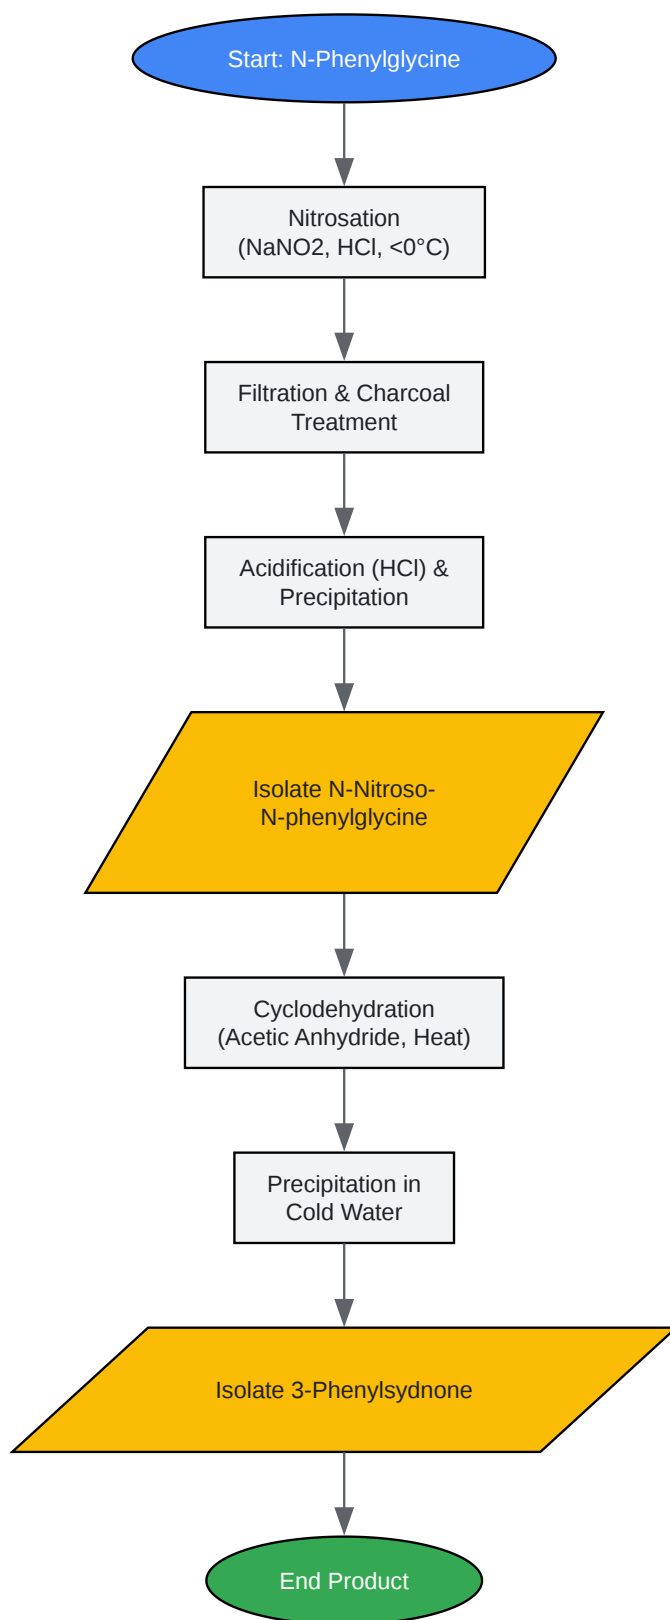 Start: N-Phenylglycine
Nitrosation
(NaNO2, HCl, <0°C)
Filtration & Charcoal
Treatment
Acidification (HCl) &
Precipitation
Isolate N-Nitroso-
N-phenylglycine
Cyclodehydration
(Acetic Anhydride, Heat)
Precipitation in
Cold Water
Isolate 3-Phenylsydnone
End Product